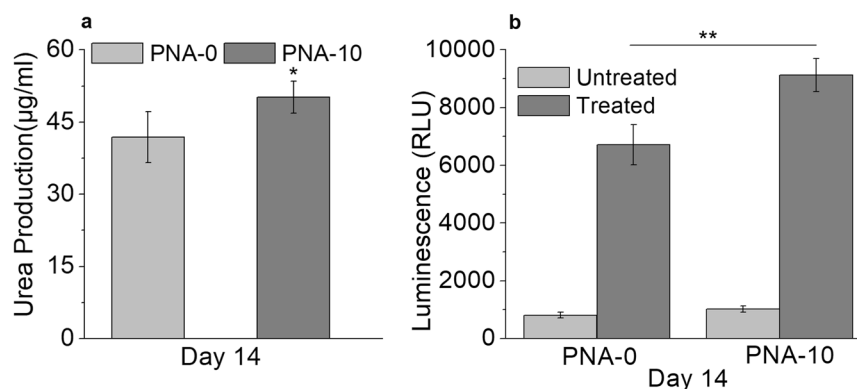 a
Urea Production(µg/ml)
60
45
30
15
0
PNA-0
PNA-10
*
Day 14
b
Luminescence (RLU)
10000
8000
6000
4000
2000
0
Untreated
Treated
**
PNA-0
PNA-10
Day 14